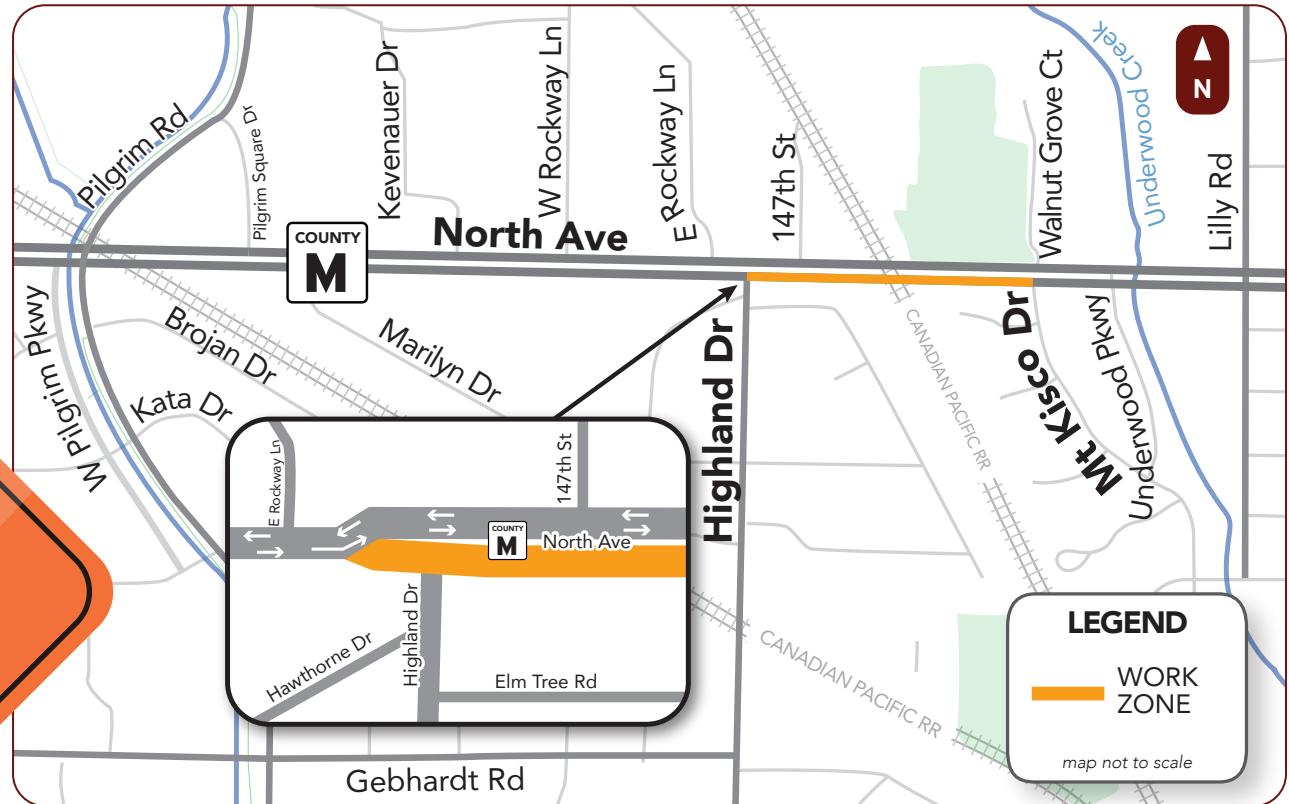 Pilgrim Rd
Pilgrim Square Dr
Kevenauer Dr
W Rockway Ln
E Rockway Ln
147th St
Walnut Grove Ct
Underwood Creek
Lilly Rd
N
COUNTY
M
North Ave
W Pilgrim Pkwy
Brojan Dr
Kata Dr
Marilyn Dr
Highland Dr
CANADIAN PACIFIC RR
Mt Kisco Dr
Underwood Pkwy
E Rockway Ln
147th St
COUNTY
M
North Ave
Highland Dr
Hawthorne Dr
Elm Tree Rd
CANADIAN PACIFIC RR
Gebhardt Rd
LEGEND
WORK
ZONE
map not to scale